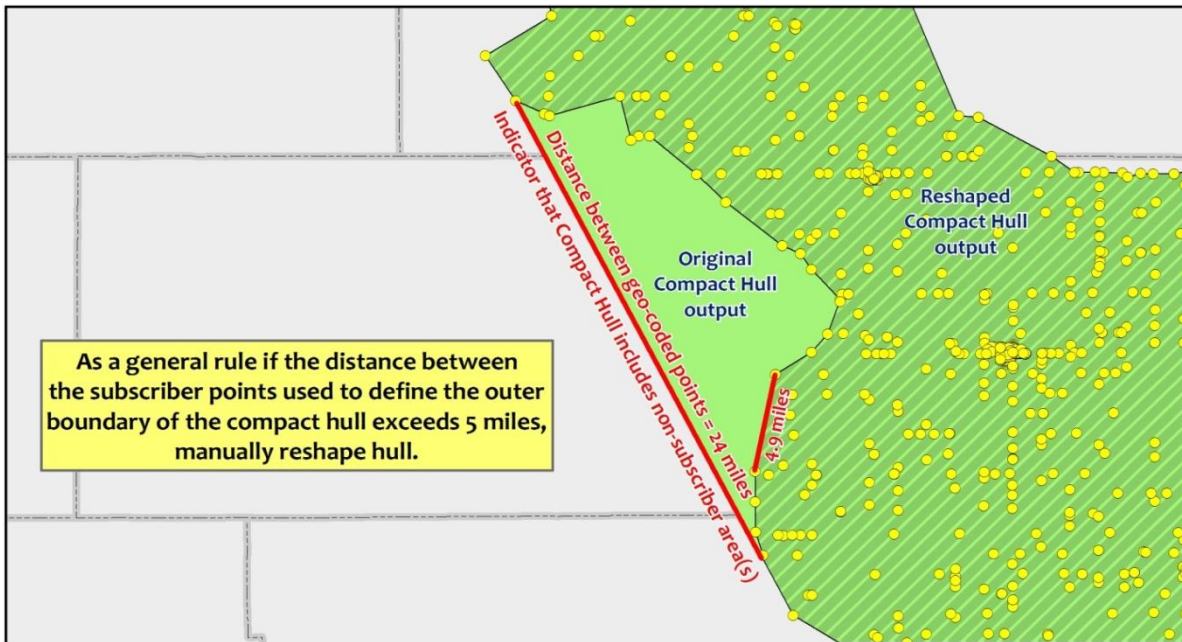 Distance between geo-coded points = 24 miles
Indicator that Compact Hull includes non-subscriber area(s)
Reshaped
Compact Hull
output
Original
Compact Hull
output
As a general rule if the distance between
the subscriber points used to define the outer
boundary of the compact hull exceeds 5 miles,
manually reshape hull.
4.9 miles